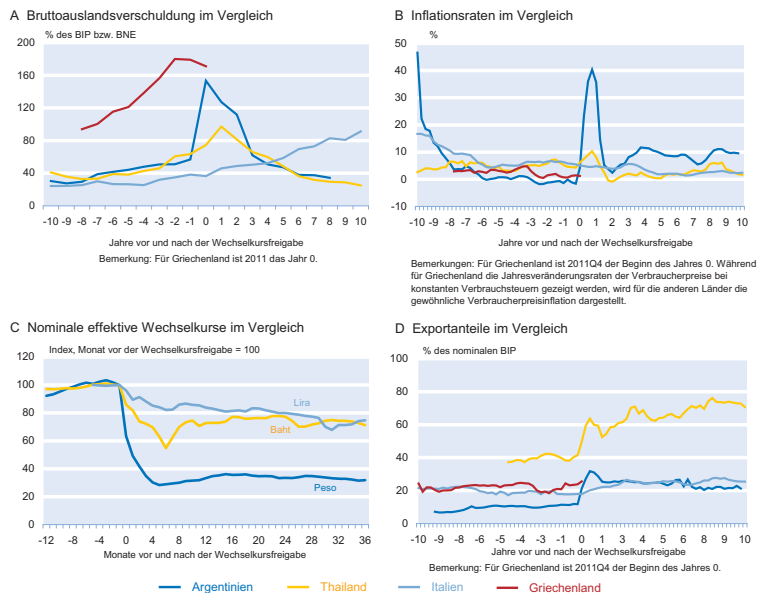 A Bruttoauslandsverschuldung im Vergleich
% des BIP bzw. BNE
200
160
120
80
40
0
-10 -9 -8 -7 -6 -5 -4 -3 -2 -1 0 1 2 3 4 5 6 7 8 9 10
Jahre vor und nach der Wechselkursfreigabe
Bemerkung: Für Griechenland ist 2011 das Jahr 0.
B Inflationsraten im Vergleich
%
50
40
30
20
10
0
-10
-10 -9 -8 -7 -6 -5 -4 -3 -2 -1 0 1 2 3 4 5 6 7 8 9 10
Jahre vor und nach der Wechselkursfreigabe
Bemerkungen: Für Griechenland ist 2011Q4 der Beginn des Jahres 0. Während
für Griechenland die Jahresveränderungsraten der Verbraucherpreise bei
konstanten Verbrauchsteuern gezeigt werden, wird für die anderen Länder die
gewöhnliche Verbraucherpreisinflation dargestellt.
C Nominale effektive Wechselkurse im Vergleich
Index, Monat vor der Wechselkursfreigabe = 100
120
100
80
60
40
20
0
Lira
Baht
Peso
-12 -8 -4 0 4 8 12 16 20 24 28 32 36
Monate vor und nach der Wechselkursfreigabe
D Exportanteile im Vergleich
% des nominalen BIP
100
80
60
40
20
0
-10 -9 -8 -7 -6 -5 -4 -3 -2 -1 0 1 2 3 4 5 6 7 8 9 10
Jahre vor und nach der Wechselkursfreigabe
Bemerkung: Für Griechenland ist 2011Q4 der Beginn des Jahres 0.
Argentinien Thailand Italien Griechenland